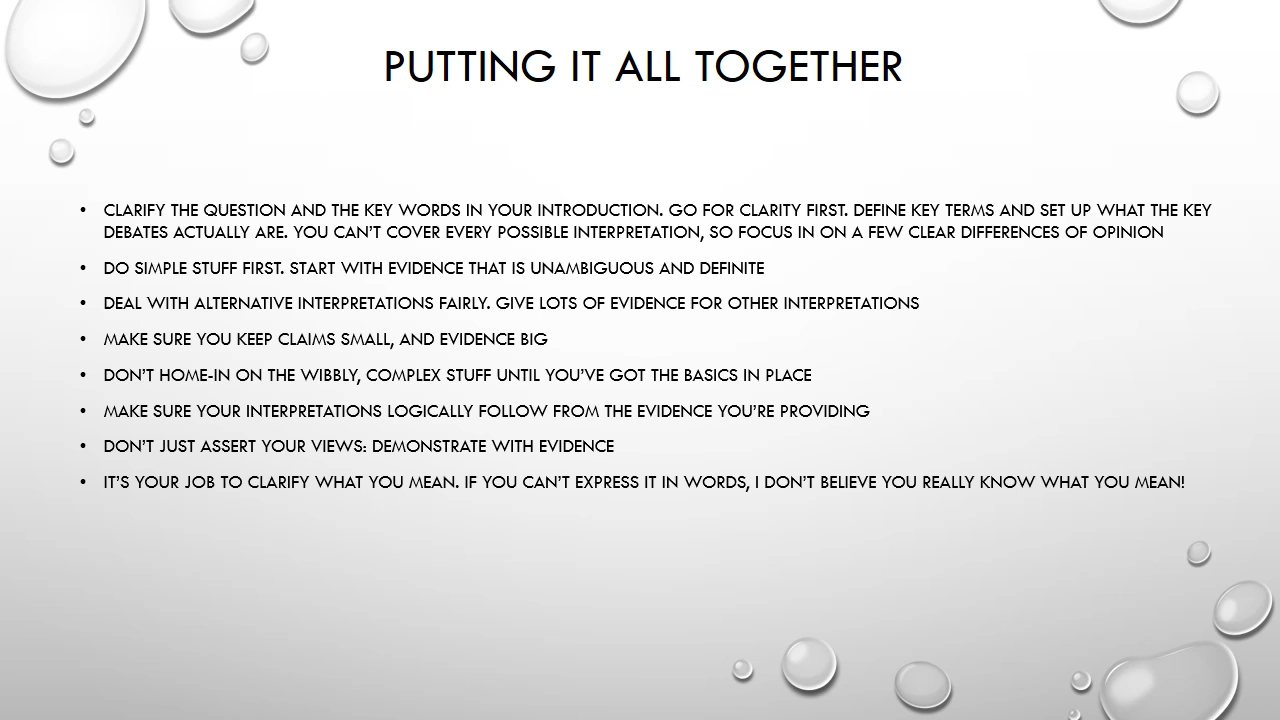 PUTTING IT ALL TOGETHER
• CLARIFY THE QUESTION AND THE KEY WORDS IN YOUR INTRODUCTION. GO FOR CLARITY FIRST. DEFINE KEY TERMS AND SET UP WHAT THE KEY
DEBATES ACTUALLY ARE. YOU CAN’T COVER EVERY POSSIBLE INTERPRETATION, SO FOCUS IN ON A FEW CLEAR DIFFERENCES OF OPINION
• DO SIMPLE STUFF FIRST. START WITH EVIDENCE THAT IS UNAMBIGUOUS AND DEFINITE
• DEAL WITH ALTERNATIVE INTERPRETATIONS FAIRLY. GIVE LOTS OF EVIDENCE FOR OTHER INTERPRETATIONS
• MAKE SURE YOU KEEP CLAIMS SMALL, AND EVIDENCE BIG
• DON’T HOME-IN ON THE WIBBLY, COMPLEX STUFF UNTIL YOU’VE GOT THE BASICS IN PLACE
• MAKE SURE YOUR INTERPRETATIONS LOGICALLY FOLLOW FROM THE EVIDENCE YOU’RE PROVIDING
• DON’T JUST ASSERT YOUR VIEWS: DEMONSTRATE WITH EVIDENCE
• IT’S YOUR JOB TO CLARIFY WHAT YOU MEAN. IF YOU CAN’T EXPRESS IT IN WORDS, I DON’T BELIEVE YOU REALLY KNOW WHAT YOU MEAN!